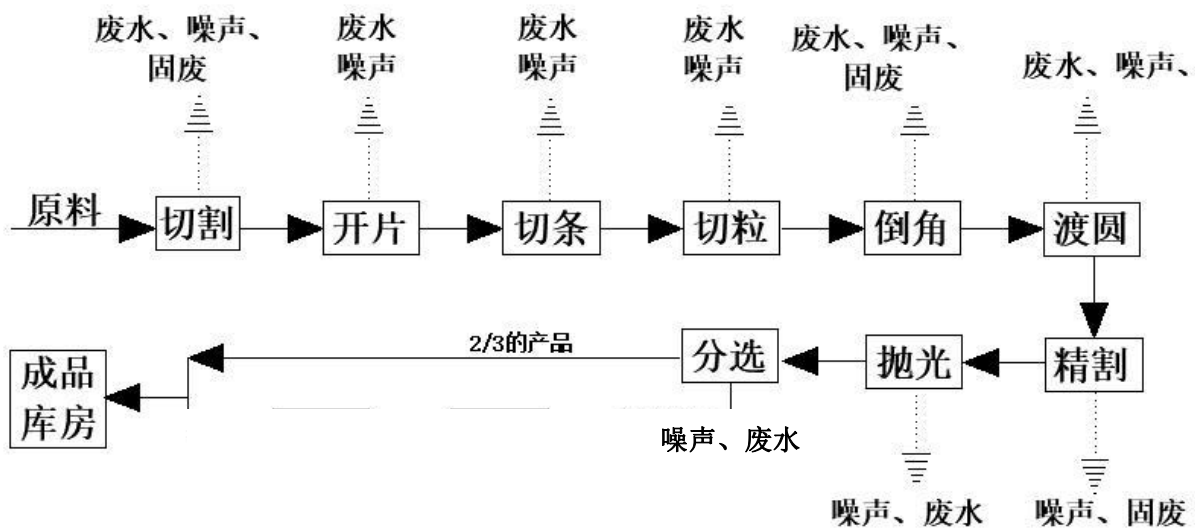 废水、噪声、
固废
废水
噪声
废水
噪声
废水
噪声
废水、噪声、
固废
废水、噪声、
原料
切割
开片
切条
切粒
倒角
渡圆
成品
库房
2/3的产品
分选
抛光
精割
噪声、废水
噪声、废水
噪声、固废